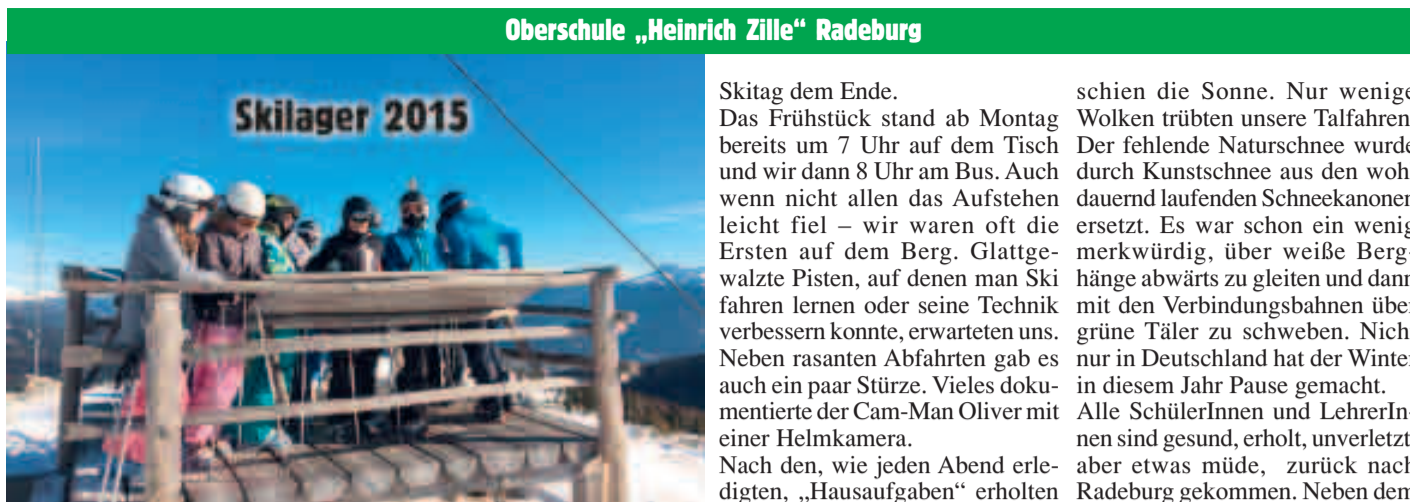 Oberschule „Heinrich Zille“ Radeburg
Skilager 2015
Skitag dem Ende.
Das Frühstück stand ab Montag
bereits um 7 Uhr auf dem Tisch
und wir dann 8 Uhr am Bus. Auch
wenn nicht allen das Aufstehen
leicht fiel – wir waren oft die
Ersten auf dem Berg. Glattge-
walzte Pisten, auf denen man Ski
fahren lernen oder seine Technik
verbessern konnte, erwarteten uns.
Neben rasanten Abfahrten gab es
auch ein paar Stürze. Vieles doku-
mentierte der Cam-Man Oliver mit
einer Helmkamera.
Nach den, wie jeden Abend erle-
digten, „Hausaufgaben“ erholten
schien die Sonne. Nur wenige
Wolken trübten unsere Talfahren
Der fehlende Naturschnee wurde
durch Kunstschnee aus den woh
dauernd laufenden Schneekanonen
ersetzt. Es war schon ein wenig
merkwürdig, über weiße Berg-
hänge abwärts zu gleiten und dann
mit den Verbindungsbahnen über
grüne Täler zu schweben. Nich
nur in Deutschland hat der Winter
in diesem Jahr Pause gemacht.
Alle SchülerInnen und LehrerIn-
nen sind gesund, erholt, unverletzt
aber etwas müde, zurück nach
Radeburg gekommen. Neben dem